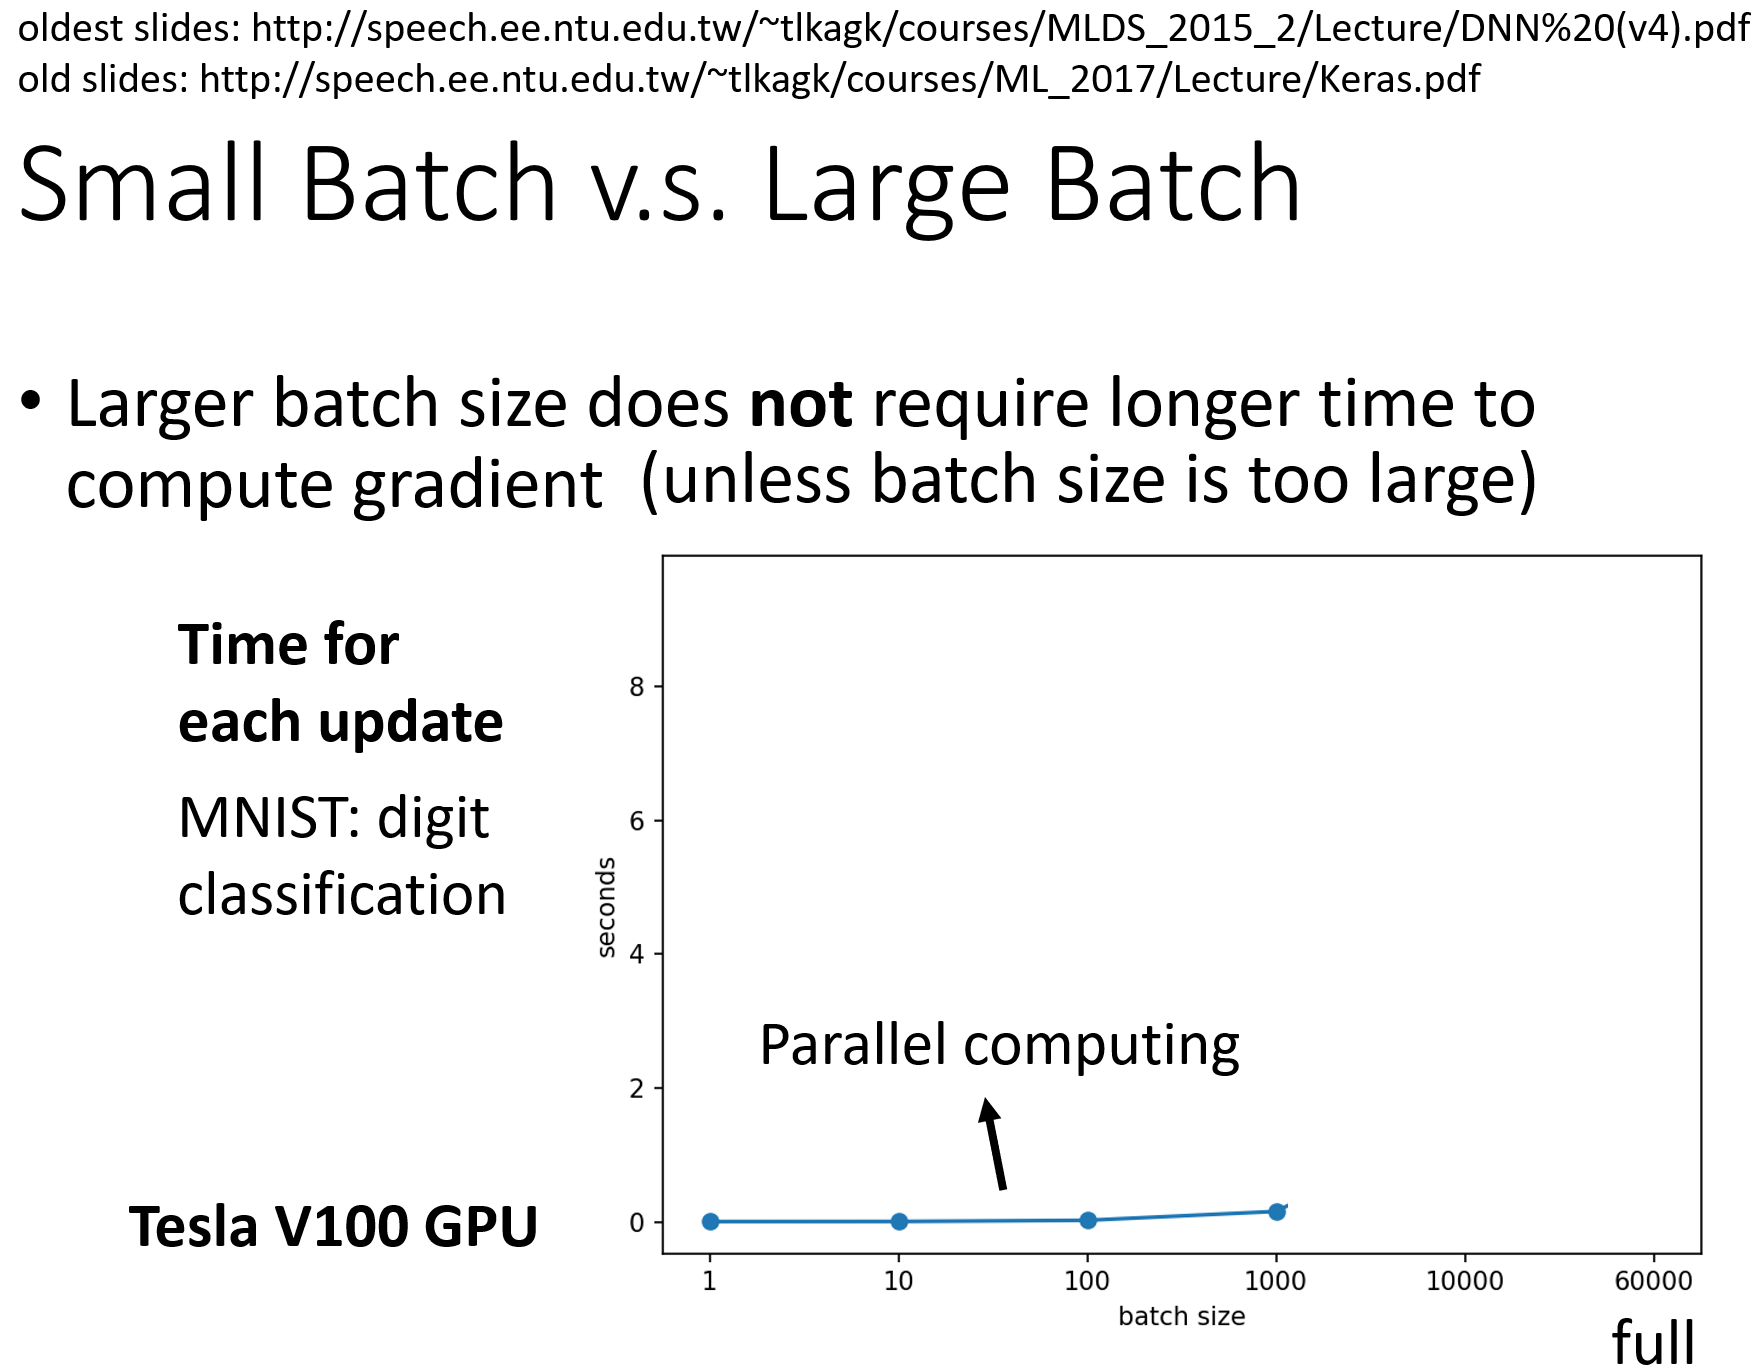 oldest slides: http://speech.ee.ntu.edu.tw/~tlkagk/courses/MLDS_2015_2/Lecture/DNN%20(v4).pdf
old slides: http://speech.ee.ntu.edu.tw/~tlkagk/courses/ML_2017/Lecture/Keras.pdf
Small Batch v.s. Large Batch
• Larger batch size does not require longer time to
compute gradient (unless batch size is too large)
Time for
each update
MNIST: digit
classification
Tesla V100 GPU
seconds
8
6
4
2
0
Parallel computing
1 10 100 1000 10000 60000
batch size
full